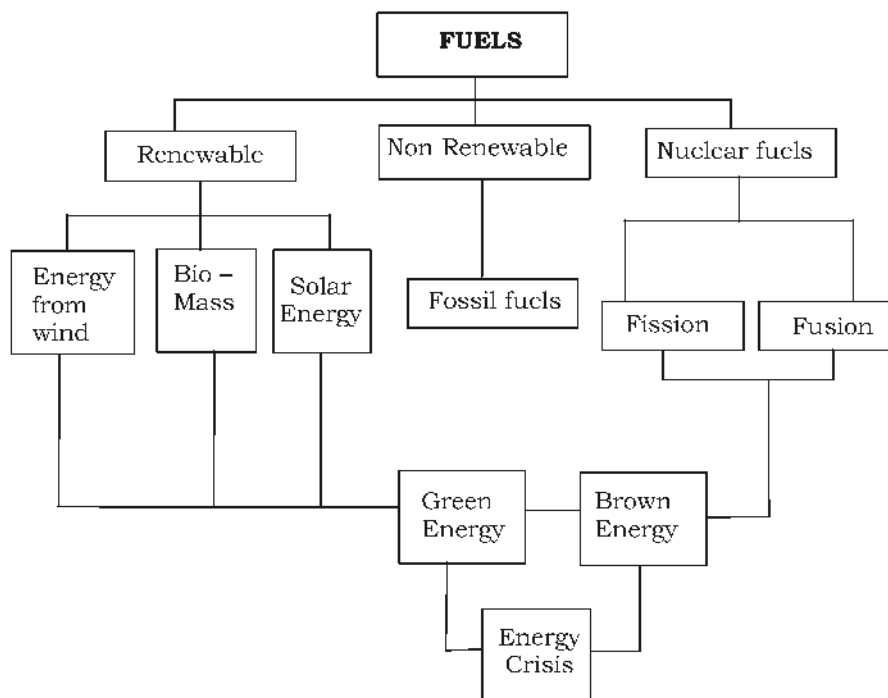 FUELS
Renewable
Non Renewable
Nuclear fuels
Energy
from
wind
Bio –
Mass
Solar
Energy
Fossil fuels
Fission
Fusion
Green
Energy
Brown
Energy
Energy
Crisis